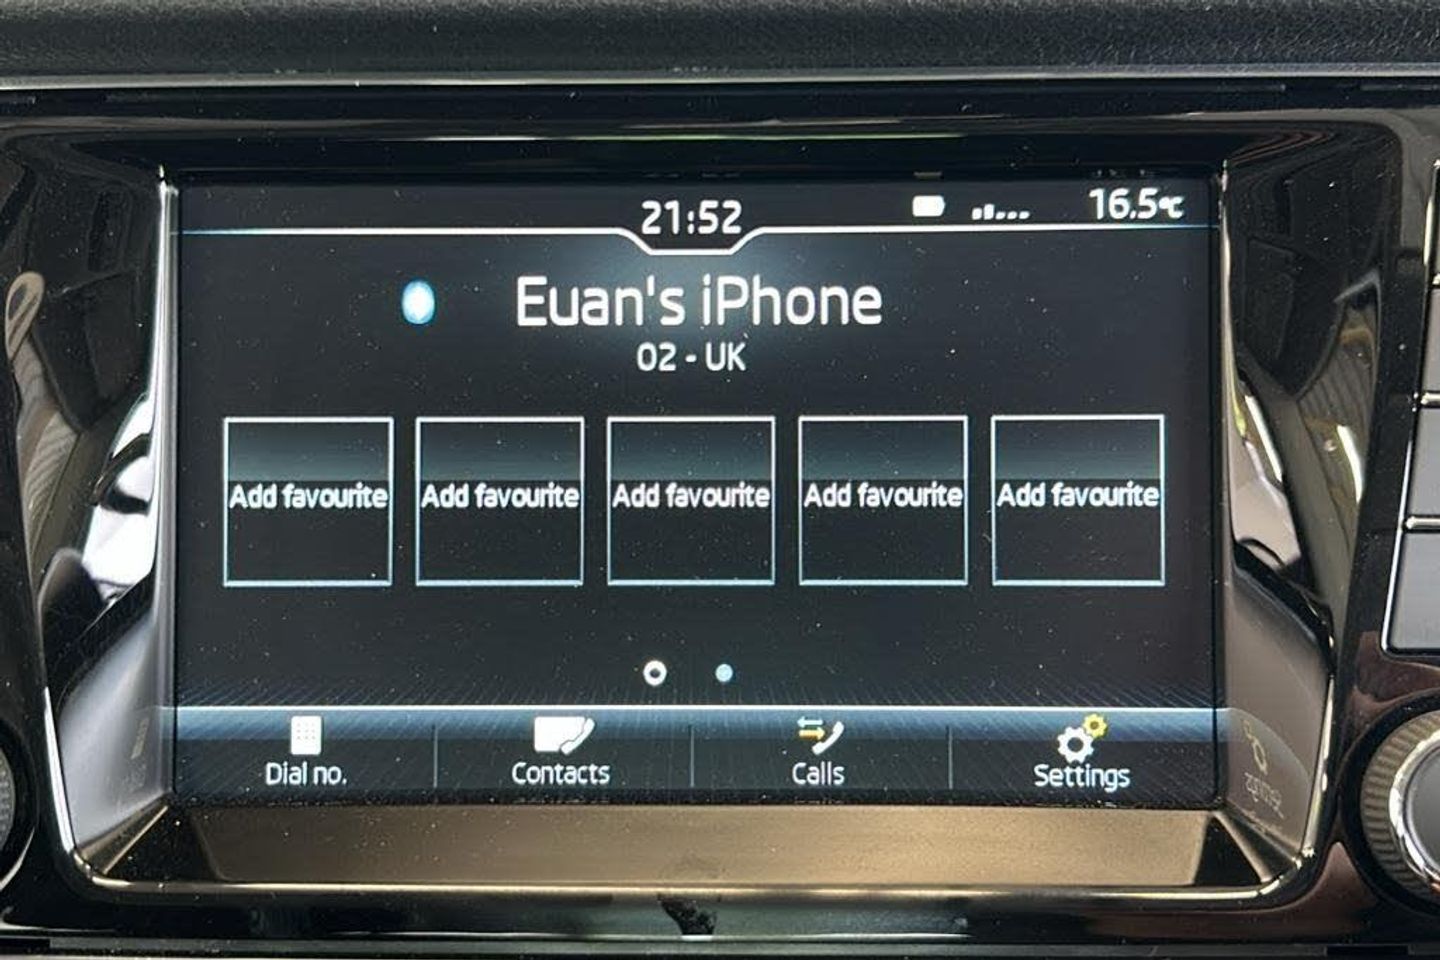 21:52
16.5°C
Euan's iPhone
O2 - UK
Add favourite Add favourite Add favourite Add favourite Add favourite
Dial no. Contacts Calls Settings